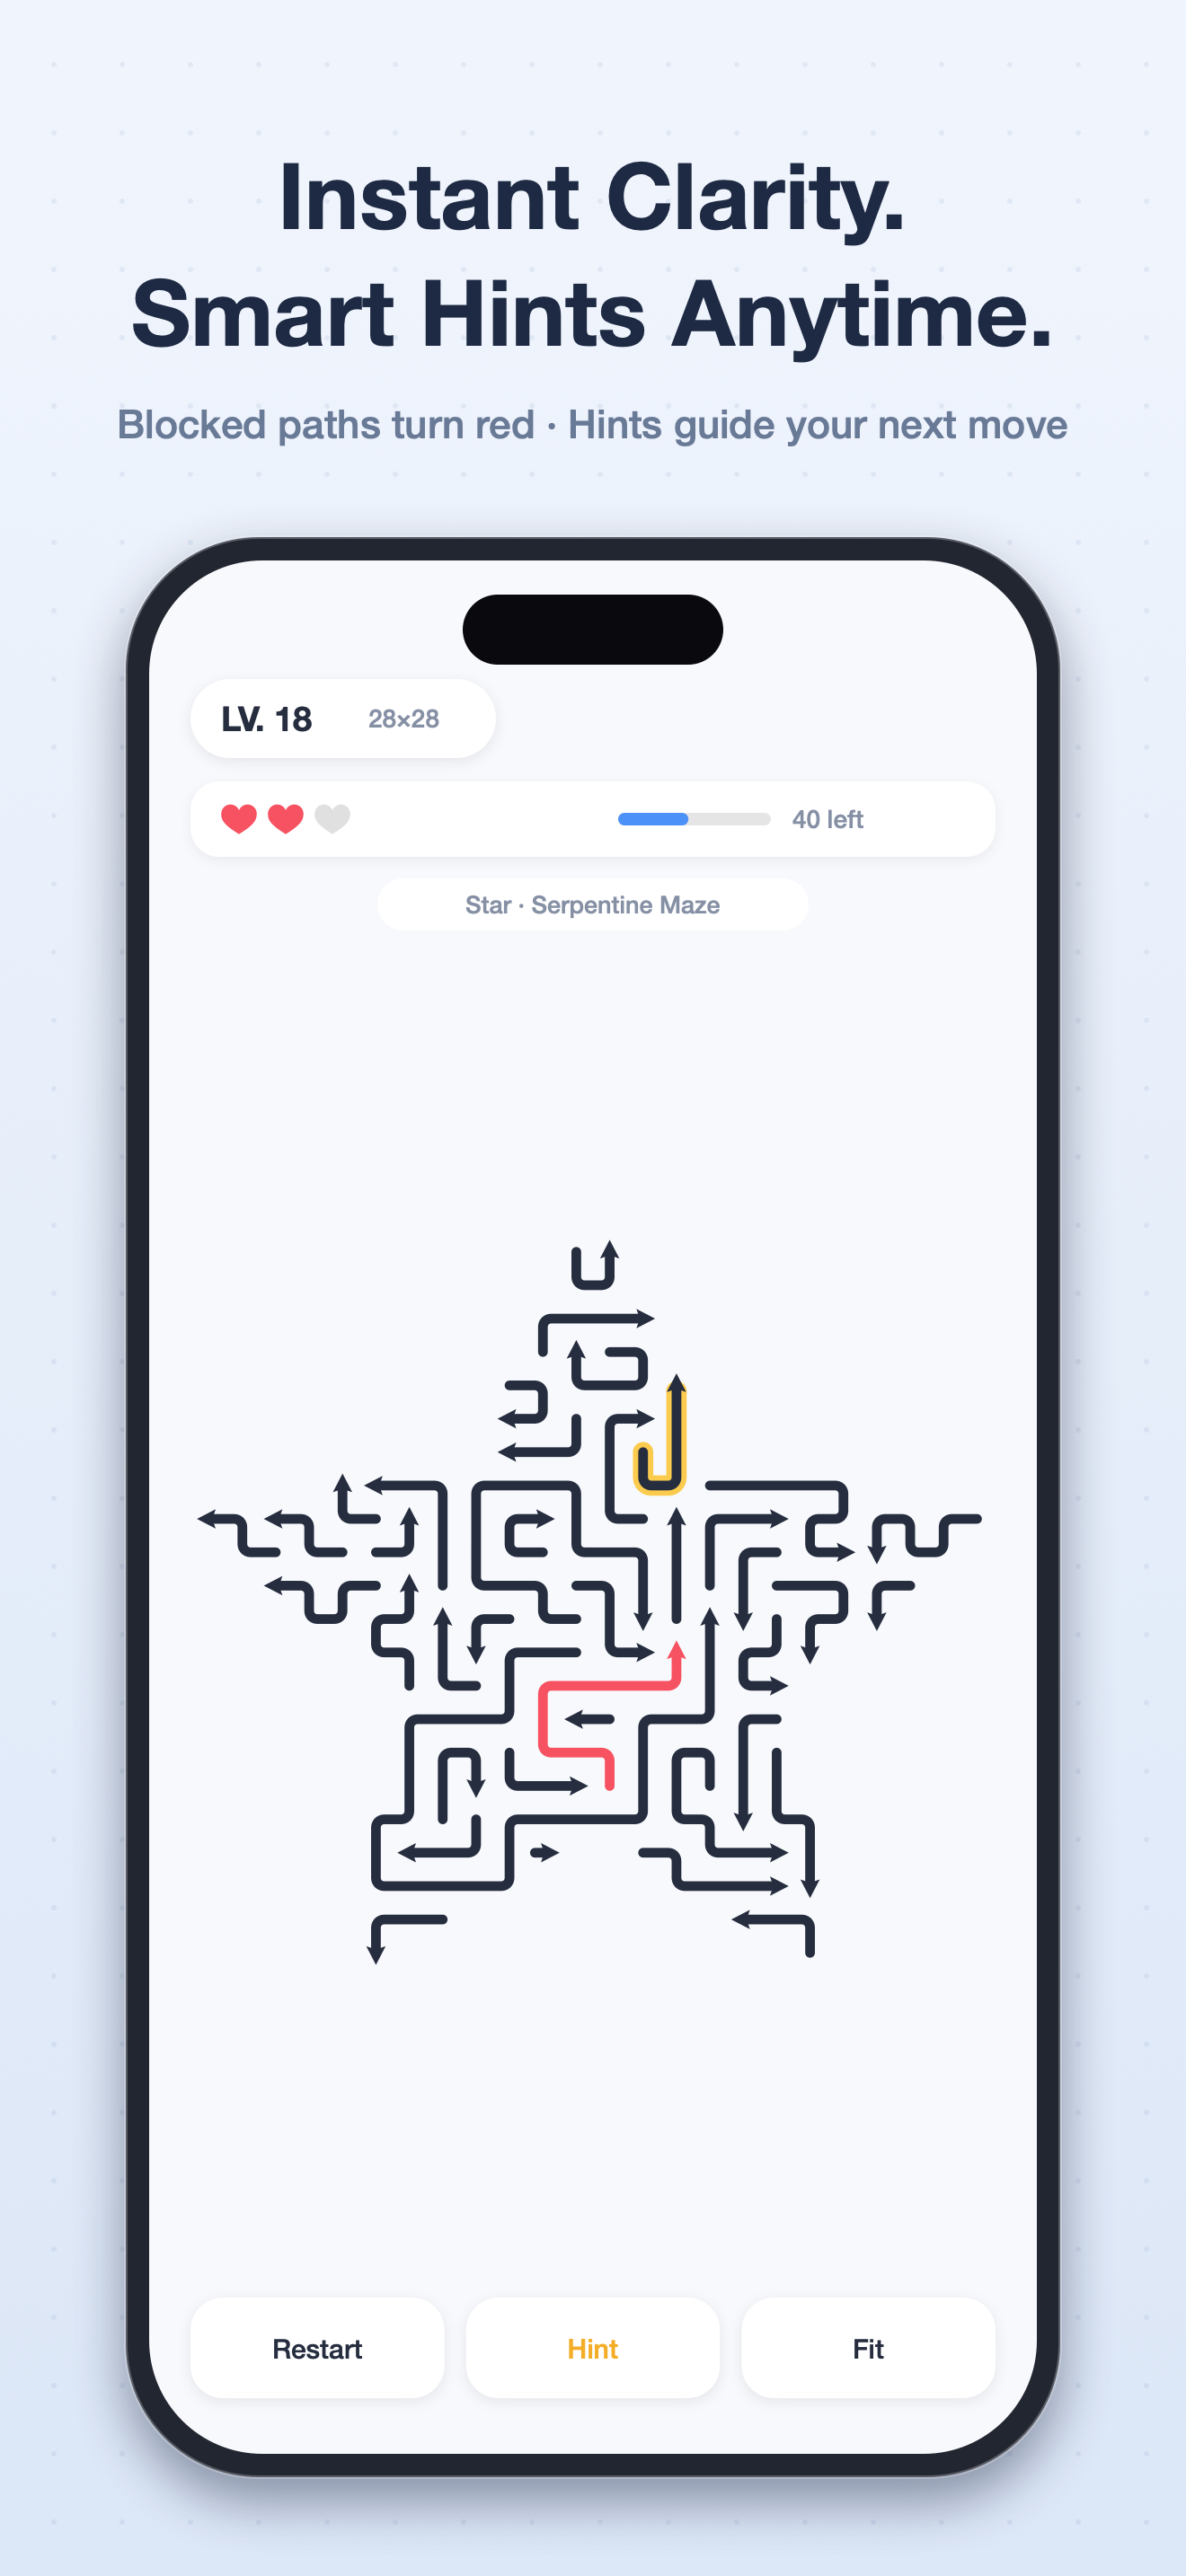 Instant Clarity.
Smart Hints Anytime.
Blocked paths turn red · Hints guide your next move
LV. 18 28×28
40 left
Star · Serpentine Maze
Restart Hint Fit